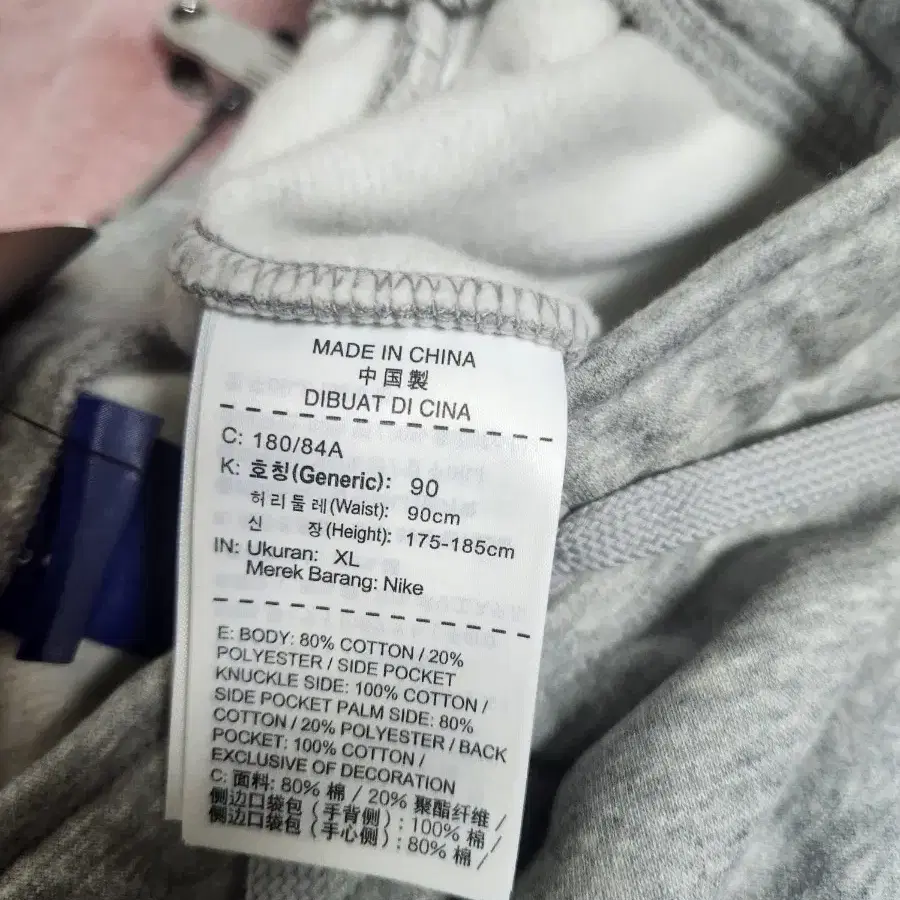 MADE IN CHINA
中国製
DIBUAT DI CINA
C: 180/84A
K: 호칭(Generic): 90
허리둘레(Waist): 90cm
신 장(Height): 175-185cm
IN: Ukuran: XL
Merek Barang: Nike
E: BODY: 80% COTTON / 20%
POLYESTER / SIDE POCKET
KNUCKLE SIDE: 100% COTTON /
SIDE POCKET PALM SIDE: 80%
COTTON / 20% POLYESTER / BACK
POCKET: 100% COTTON /
EXCLUSIVE OF DECORATION
C: 面料: 80% 棉 / 20% 聚酯纤维 /
侧边口袋包 (手背侧) : 100% 棉 /
侧边口袋包 (手心侧) : 80% 棉 /